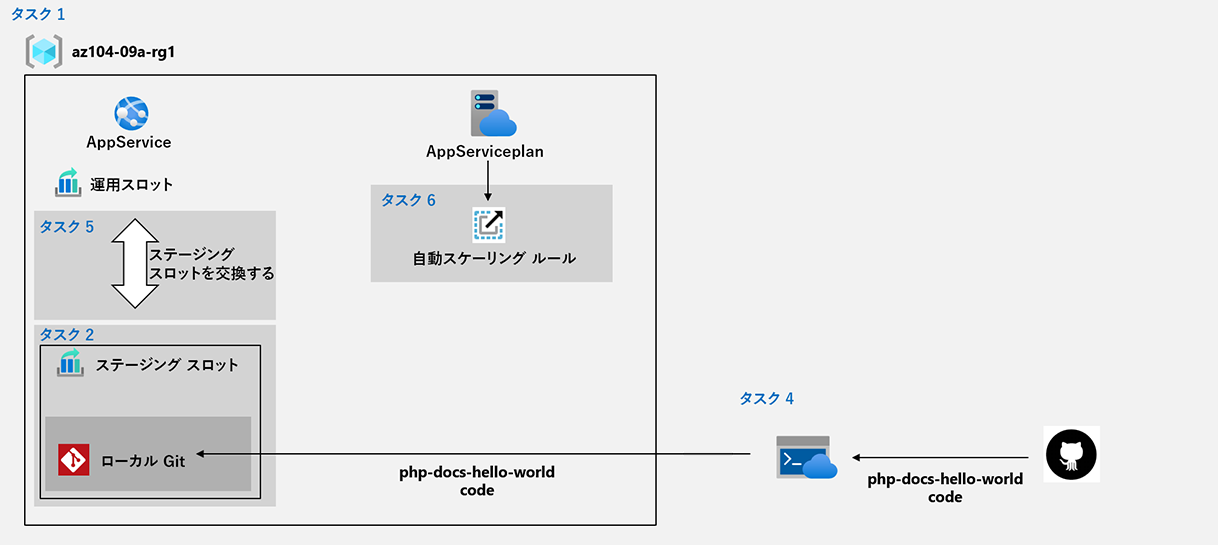 タスク 1
az104-09a-rg1
AppService
AppServiceplan
運用スロット
タスク 5
ステージング
スロットを交換する
タスク 6
自動スケーリング ルール
タスク 2
ステージング スロット
ローカル Git
php-docs-hello-world
code
タスク 4
php-docs-hello-world
code